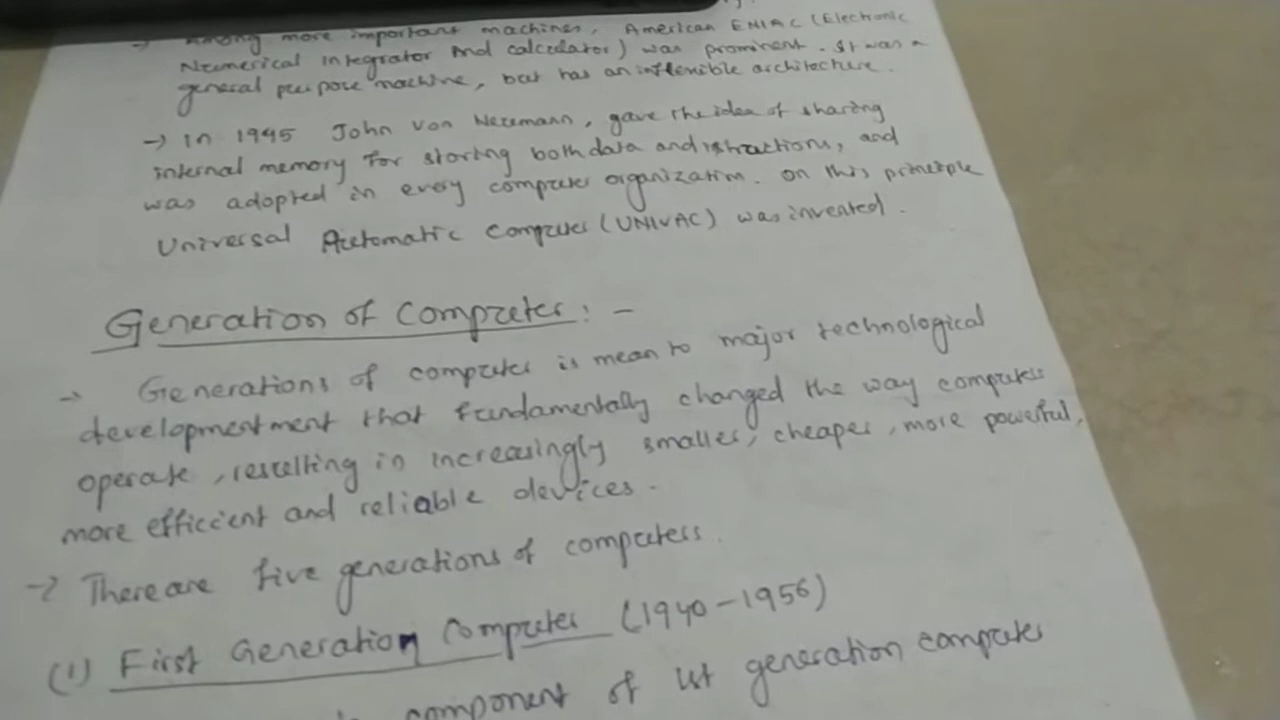 → Among more important machines, American ENIAC (Electronic
Numerical Integrator And calculator) was prominent. It was a
general purpose machine, but has an inflexible architecture.
→ In 1945 John Von Neumann, gave the idea of sharing
internal memory for storing both data and istractions, and
was adopted in every computer organization. On this principle
Universal Automatic Computer (UNIVAC) was invented.
Generation of Computer: -
→ Generations of computer is mean to major technological
developmentment that fundamentally changed the way computers
operate, resulting in increasingly smaller, cheaper, more powerful,
more efficient and reliable devices.
→ There are five generations of computers.
(1) First Generation Computer (1940-1956)
component of 1st generation computer